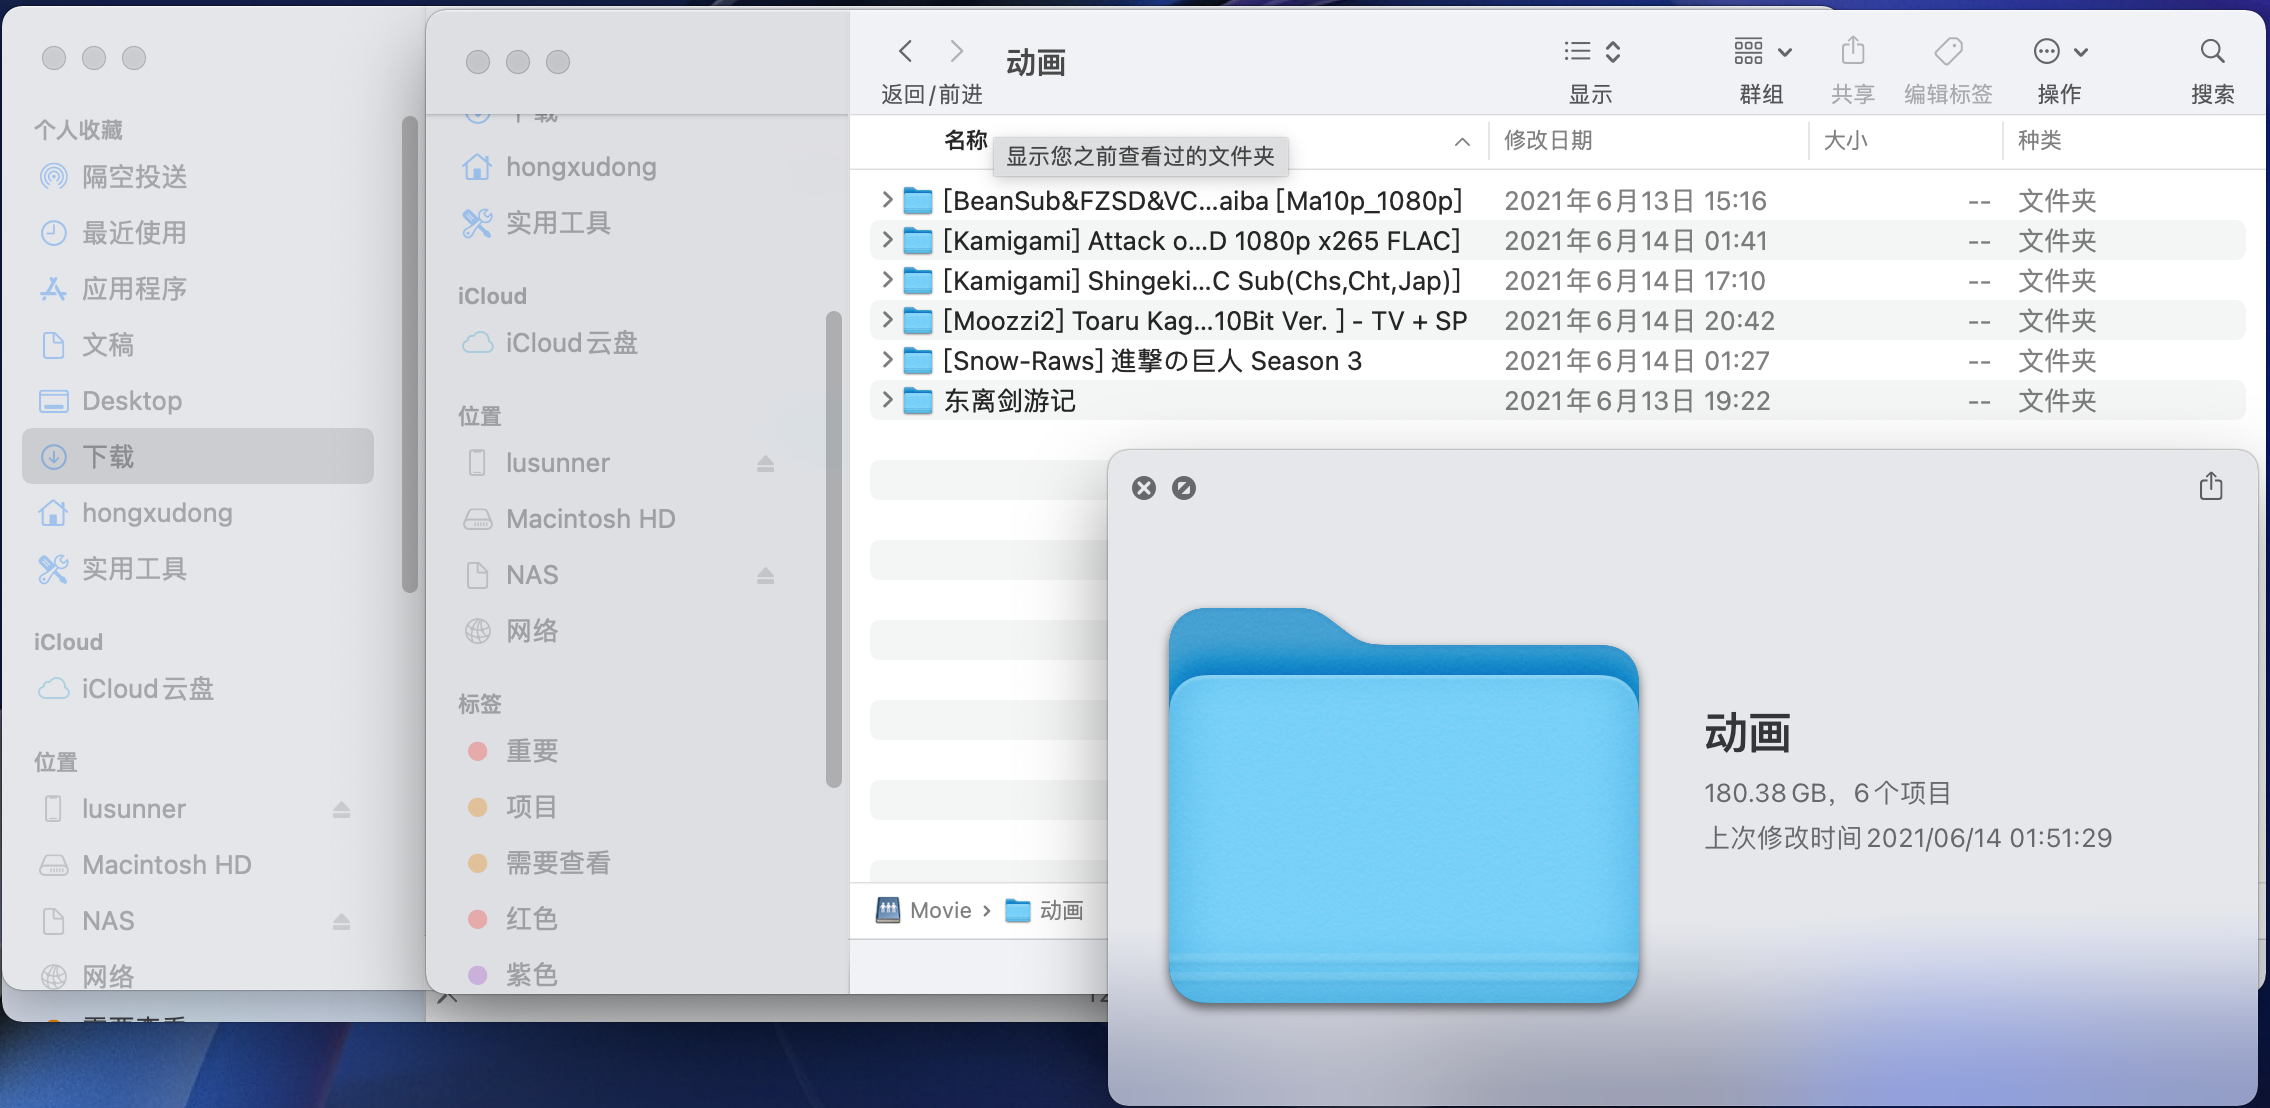 个人收藏
隔空投送
最近使用
应用程序
文稿
Desktop
下载
hongxudong
实用工具
iCloud
iCloud云盘
位置
lusunner
Macintosh HD
NAS
网络
需要查看
下载
hongxudong
实用工具
iCloud
iCloud云盘
位置
lusunner
Macintosh HD
NAS
网络
标签
重要
项目
需要查看
红色
紫色
返回/前进
动画
显示
群组
共享
编辑标签
操作
搜索
名称 修改日期 大小 种类
显示您之前查看过的文件夹
[BeanSub&FZSD&VC...aiba [Ma10p_1080p] 2021年6月13日 15:16 -- 文件夹
[Kamigami] Attack o...D 1080p x265 FLAC] 2021年6月14日 01:41 -- 文件夹
[Kamigami] Shingeki...C Sub(Chs,Cht,Jap)] 2021年6月14日 17:10 -- 文件夹
[Moozzi2] Toaru Kag...10Bit Ver. ] - TV + SP 2021年6月14日 20:42 -- 文件夹
[Snow-Raws] 進撃の巨人 Season 3 2021年6月14日 01:27 -- 文件夹
东离剑游记 2021年6月13日 19:22 -- 文件夹
Movie › 动画
动画
180.38 GB，6个项目
上次修改时间 2021/06/14 01:51:29